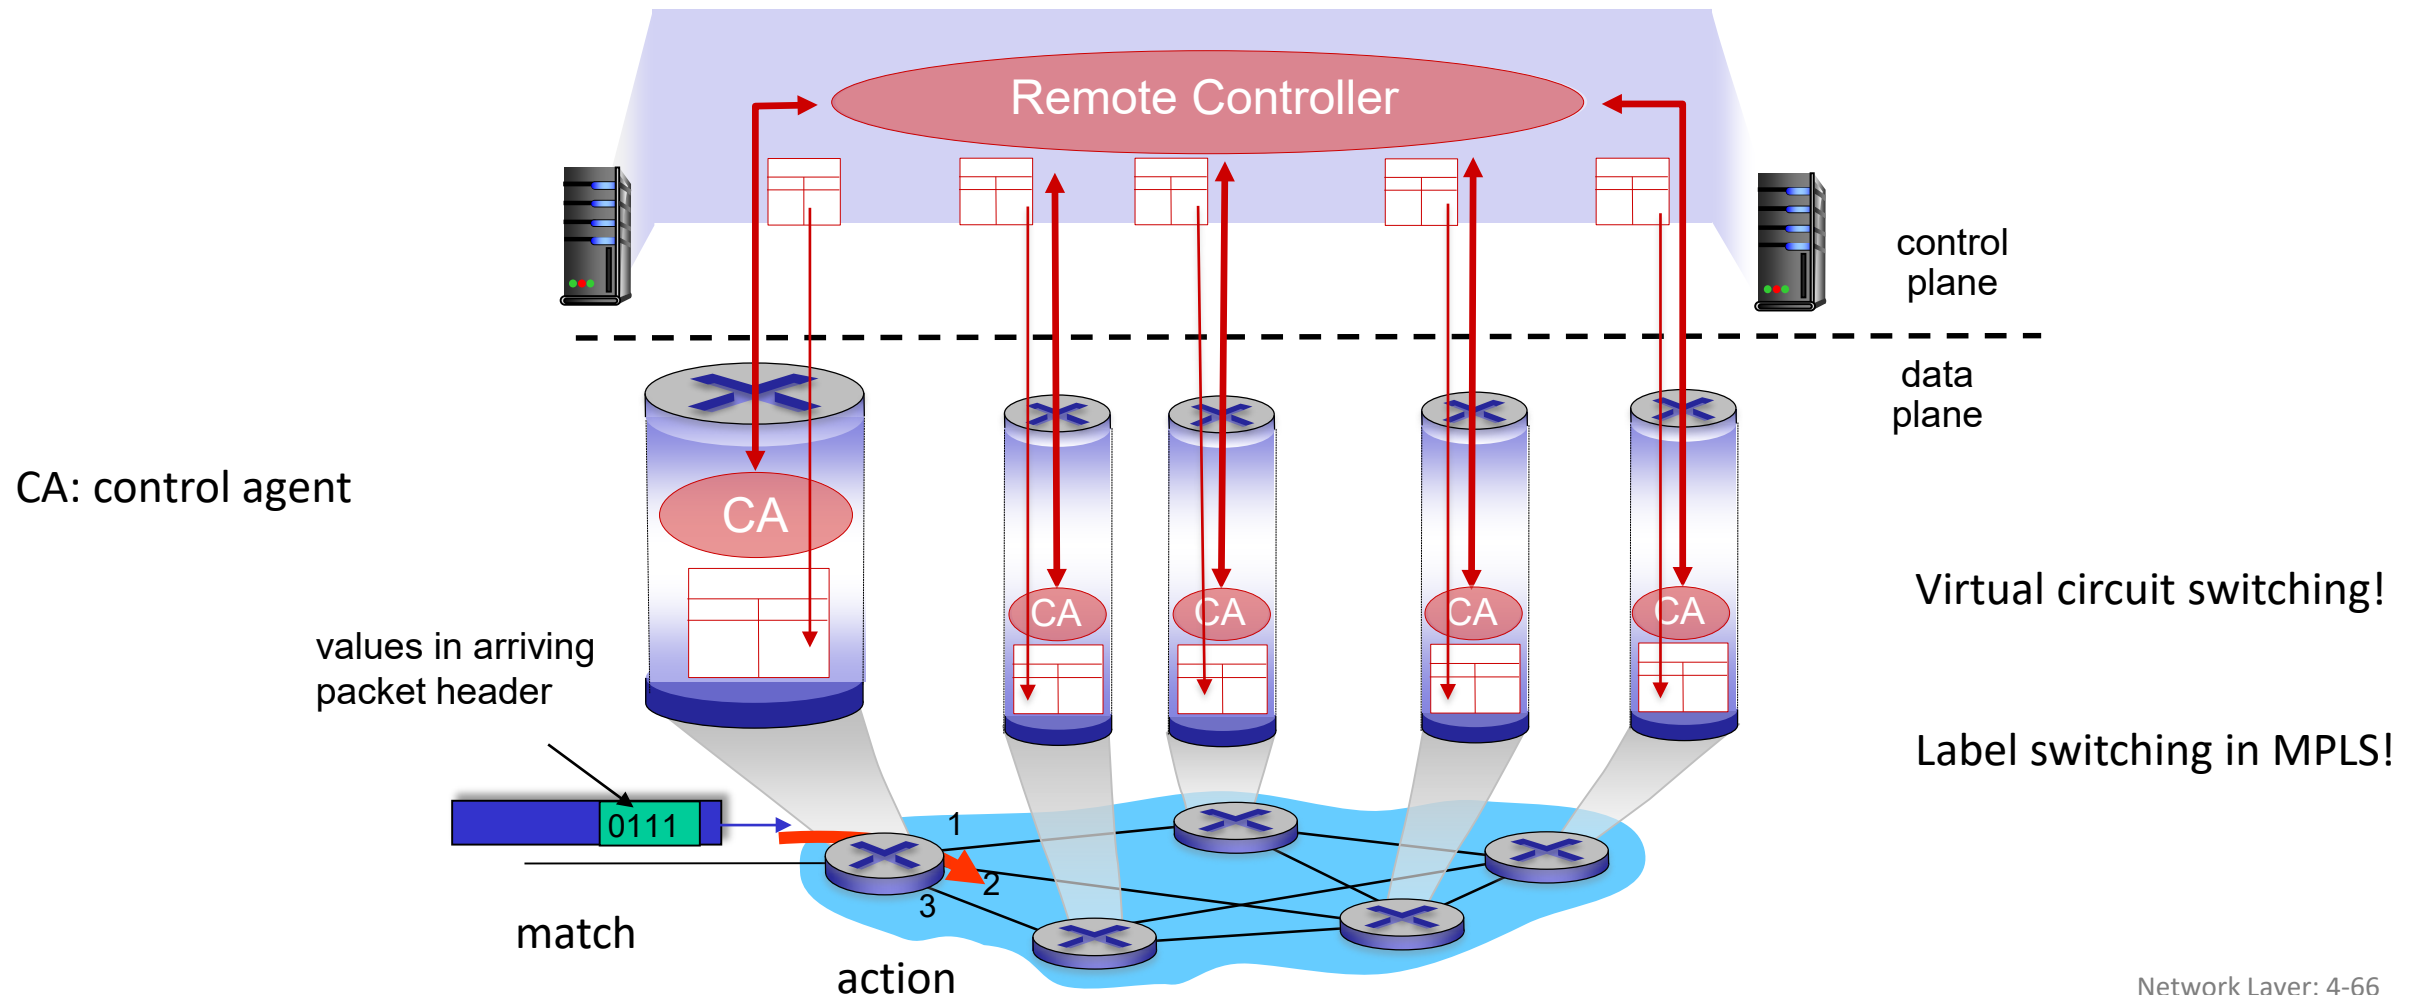 Remote Controller
control
plane
data
plane
CA: control agent
CA
CA
CA
CA
CA
Virtual circuit switching!
values in arriving
packet header
Label switching in MPLS!
0111
1
2
3
match
action
Network Layer: 4-66